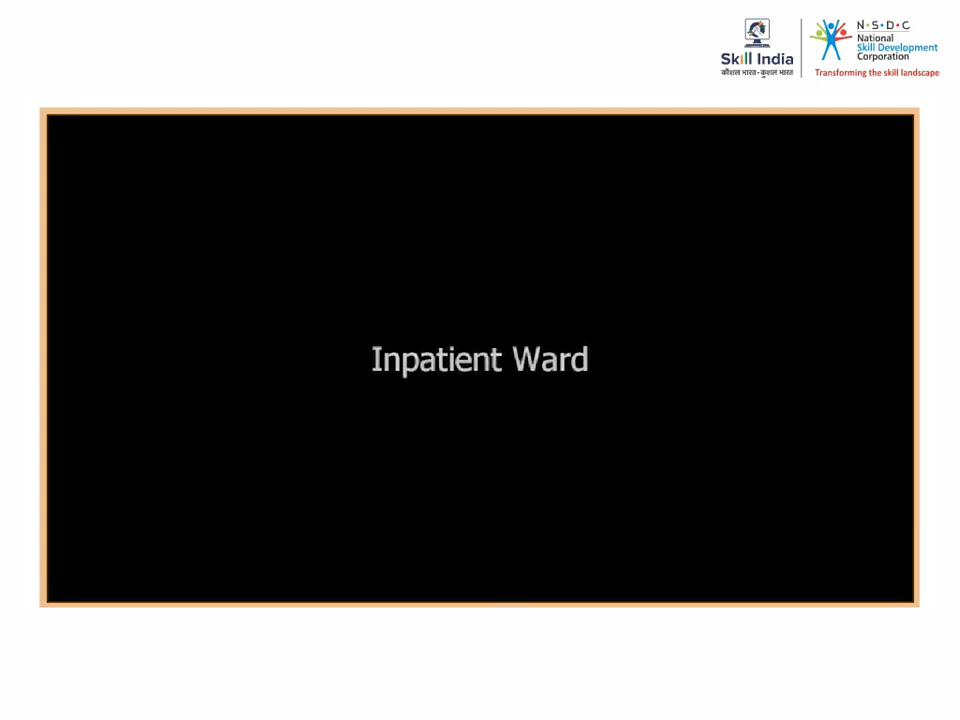 Skill India
कौशल भारत - कुशल भारत
N·S·D·C
National
Skill Development
Corporation
Transforming the skill landscape
Inpatient Ward